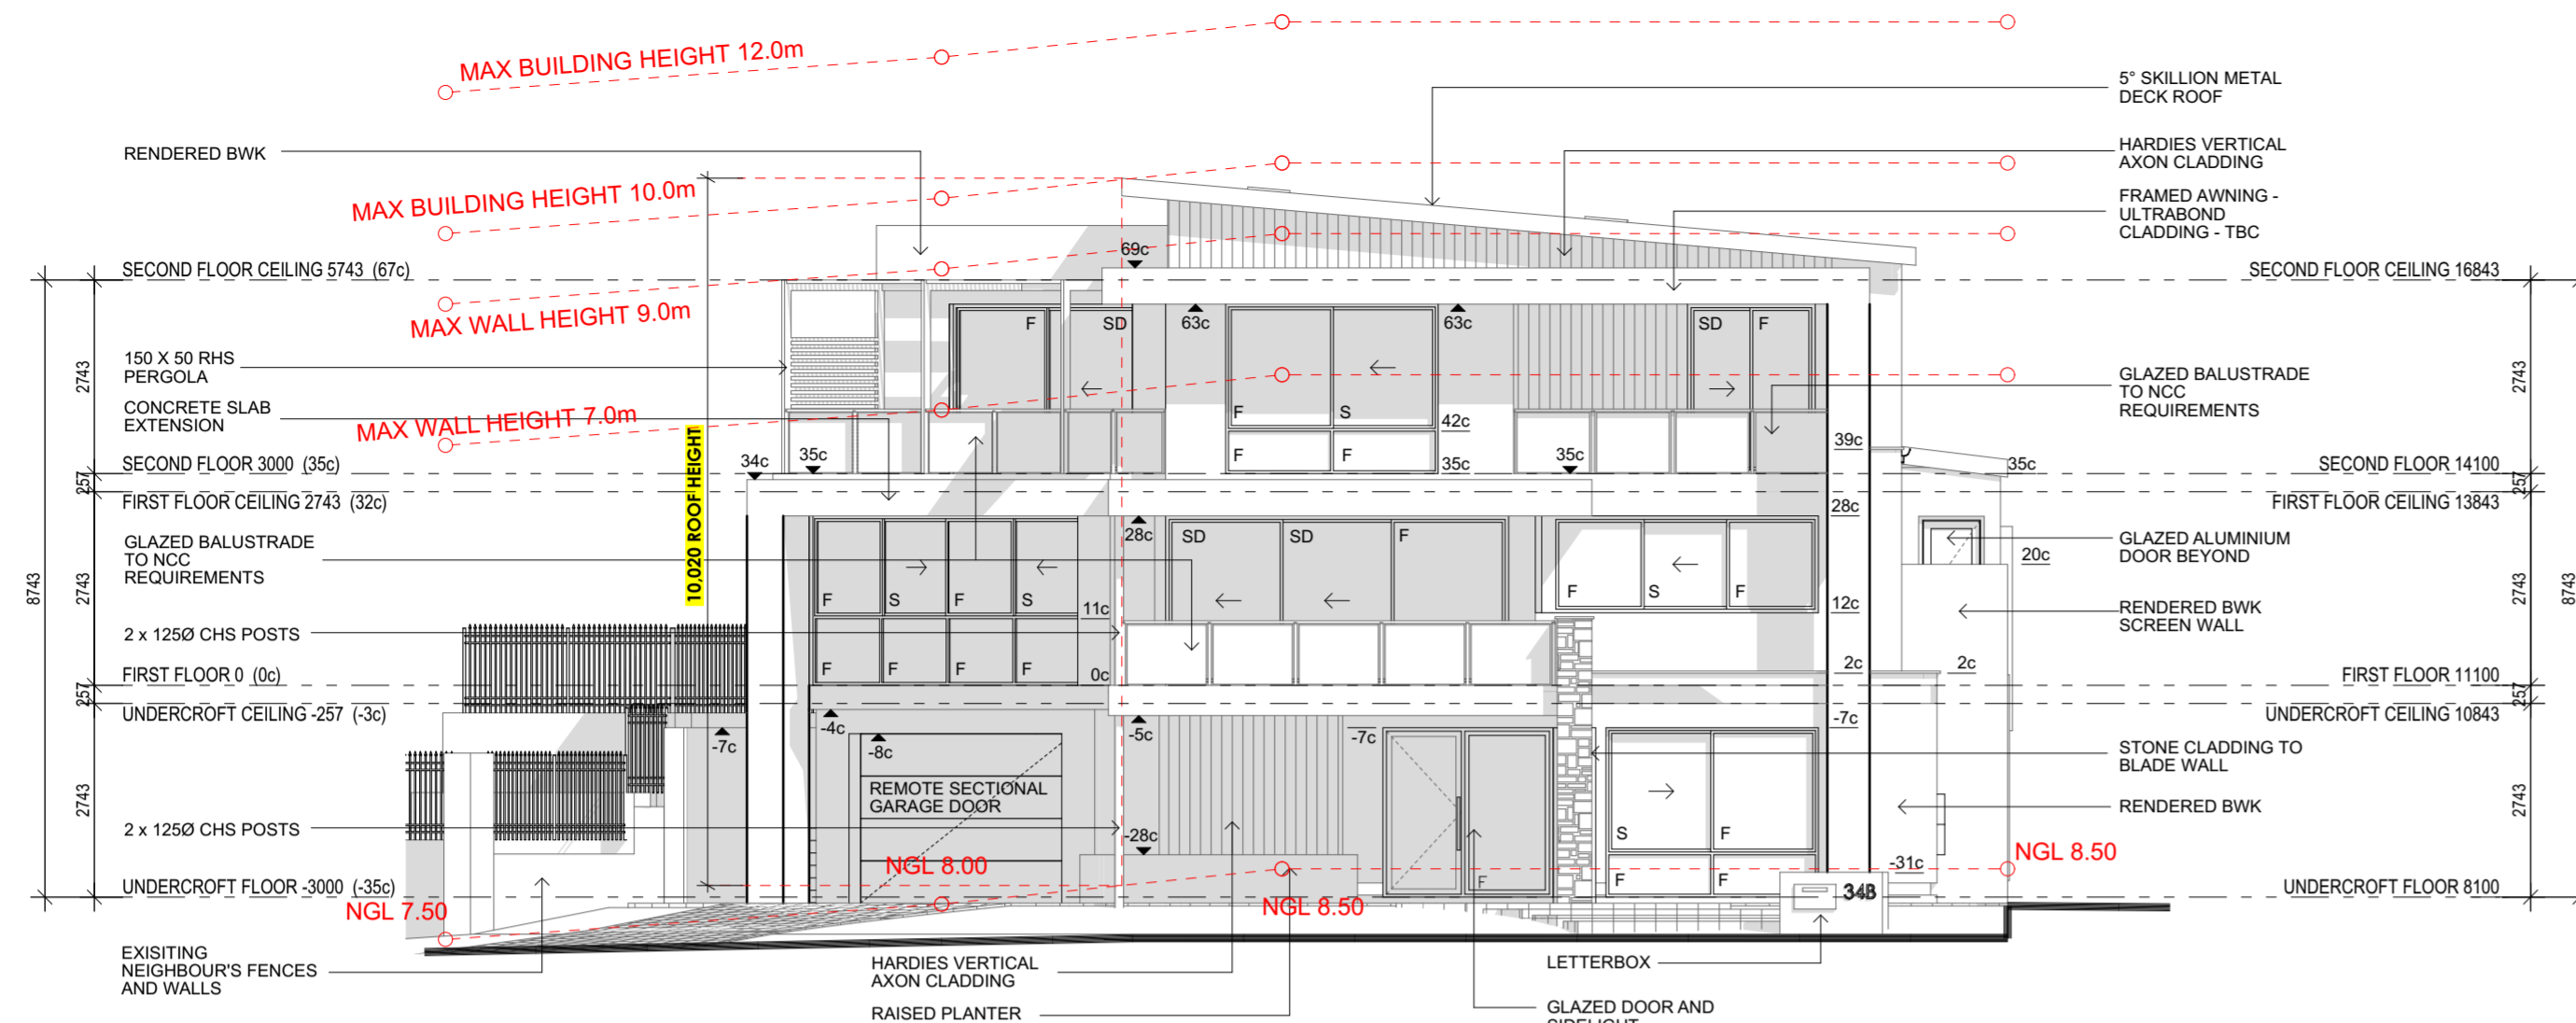 MAX BUILDING HEIGHT 12.0m
5° SKILLION METAL
DECK ROOF
RENDERED BWK
HARDIES VERTICAL
AXON CLADDING
MAX BUILDING HEIGHT 10.0m
FRAMED AWNING -
ULTRABOND
CLADDING - TBC
69c
SECOND FLOOR CEILING 5743 (67c)
SECOND FLOOR CEILING 16843
MAX WALL HEIGHT 9.0m
F
SD
63c
63c
SD
F
150 X 50 RHS
PERGOLA
2743
2743
GLAZED BALUSTRADE
TO NCC
REQUIREMENTS
CONCRETE SLAB
EXTENSION
MAX WALL HEIGHT 7.0m
F
S
42c
39c
10,020 ROOF HEIGHT
SECOND FLOOR 3000 (35c)
34c
35c
F
F
35c
35c
35c
SECOND FLOOR 14100
257
257
FIRST FLOOR CEILING 2743 (32c)
28c
FIRST FLOOR CEILING 13843
GLAZED BALUSTRADE
TO NCC
REQUIREMENTS
28c
SD
SD
F
GLAZED ALUMINIUM
DOOR BEYOND
20c
8743
2743
2743
8743
F
S
F
S
11c
F
S
F
12c
RENDERED BWK
SCREEN WALL
2 x 125Ø CHS POSTS
FIRST FLOOR 0 (0c)
F
F
F
F
0c
2c
2c
FIRST FLOOR 11100
257
257
UNDERCROFT CEILING -257 (-3c)
-7c
-4c
-8c
-5c
-7c
-7c
UNDERCROFT CEILING 10843
STONE CLADDING TO
BLADE WALL
REMOTE SECTIONAL
GARAGE DOOR
2743
2743
RENDERED BWK
2 x 125Ø CHS POSTS
-28c
S
F
NGL 8.00
-31c
NGL 8.50
UNDERCROFT FLOOR -3000 (-35c)
F
F
F
34B
UNDERCROFT FLOOR 8100
NGL 7.50
NGL 8.50
EXISITING
NEIGHBOUR'S FENCES
AND WALLS
HARDIES VERTICAL
AXON CLADDING
LETTERBOX
RAISED PLANTER
GLAZED DOOR AND
SIDELIGHT